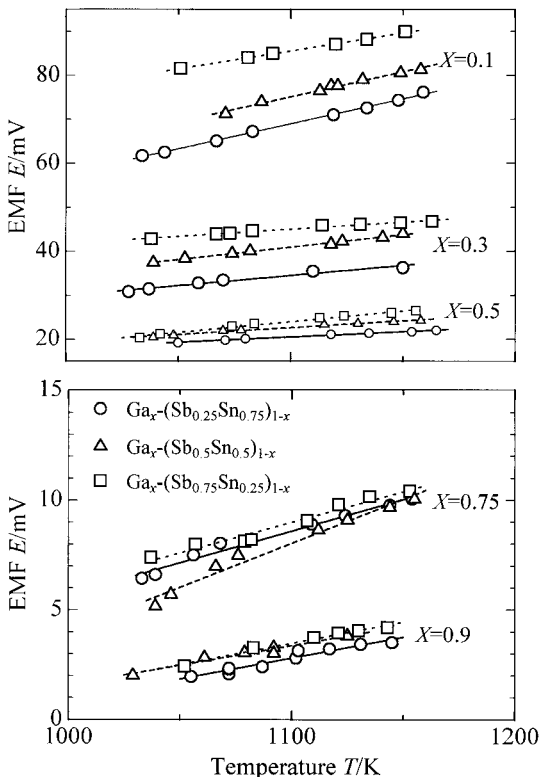 80
60
40
20
EMF E/mV
X=0.1
X=0.3
X=0.5
15
10
5
0
EMF E/mV
Gaₓ-(Sb₀.₂₅Sn₀.₇₅)₁₋ₓ
Gaₓ-(Sb₀.₅Sn₀.₅)₁₋ₓ
Gaₓ-(Sb₀.₇₅Sn₀.₂₅)₁₋ₓ
X=0.75
X=0.9
1000
1100
1200
Temperature T/K